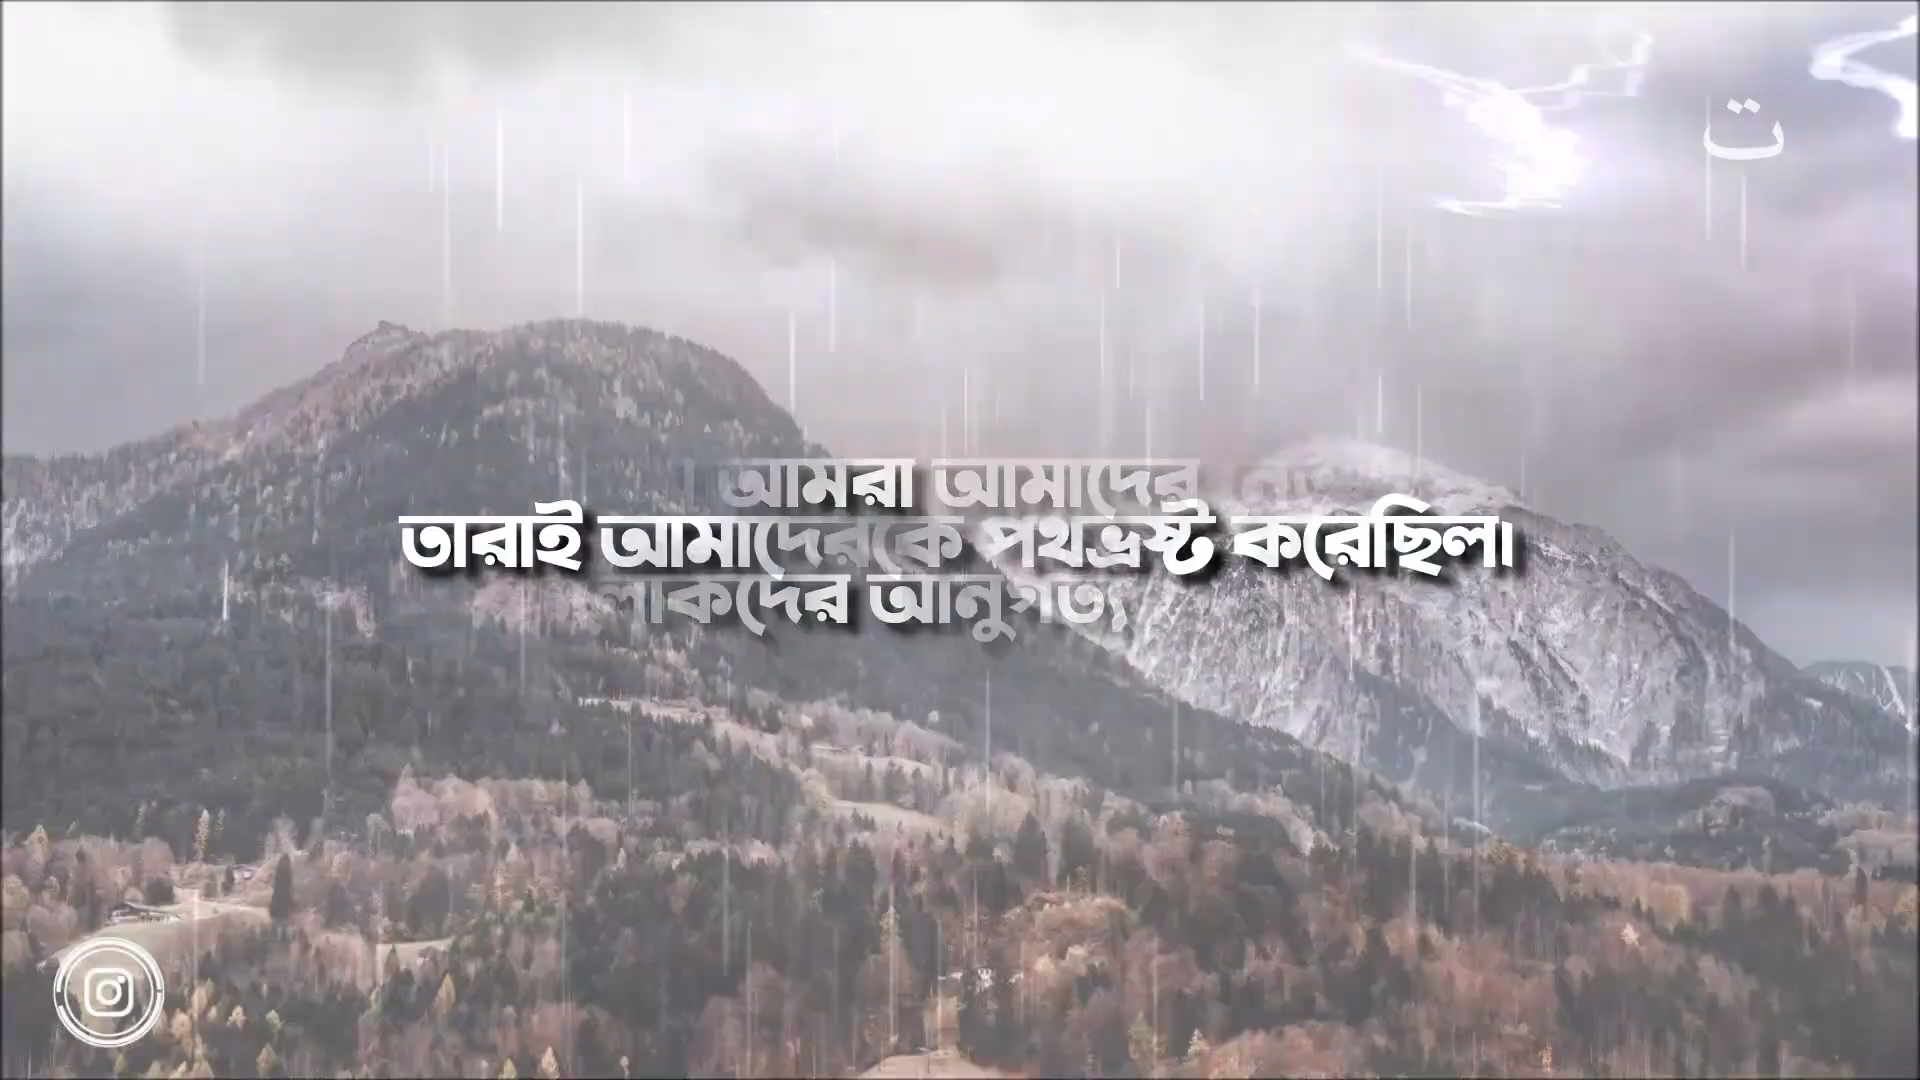 ت
আমরা আমাদের
তারাই আমাদেরকে পথভ্রষ্ট করেছিল।
লোকদের আনুগত্য